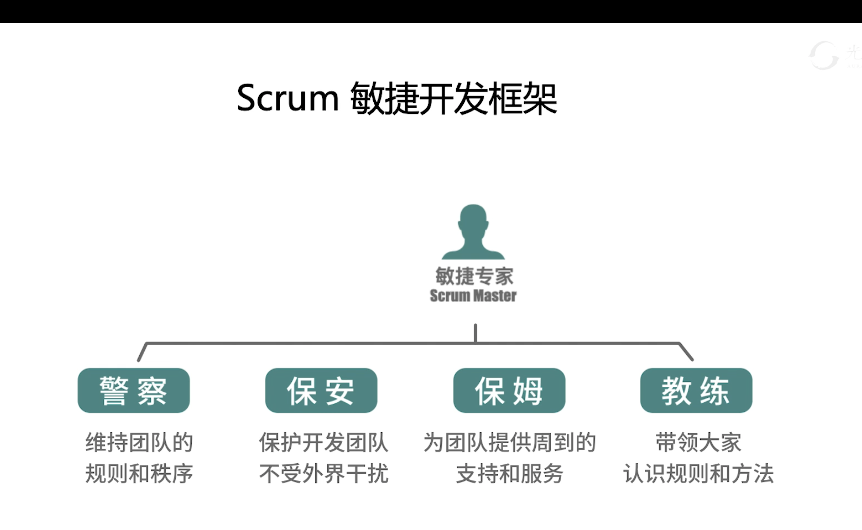 Scrum 敏捷开发框架
敏捷专家
Scrum Master
警察
保安
保姆
教练
维持团队的
规则和秩序
保护开发团队
不受外界干扰
为团队提供周到的
支持和服务
带领大家
认识规则和方法